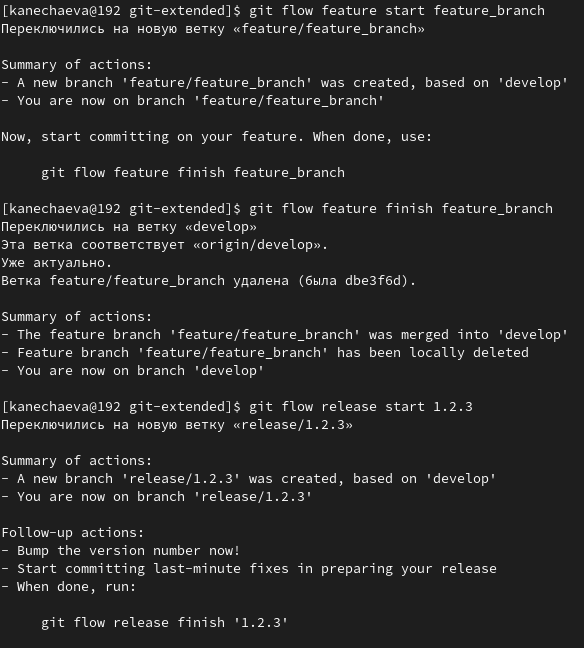 [kanechaeva@192 git-extended]$ git flow feature start feature_branch
Переключились на новую ветку «feature/feature_branch»

Summary of actions:
- A new branch 'feature/feature_branch' was created, based on 'develop'
- You are now on branch 'feature/feature_branch'

Now, start committing on your feature. When done, use:

     git flow feature finish feature_branch

[kanechaeva@192 git-extended]$ git flow feature finish feature_branch
Переключились на ветку «develop»
Эта ветка соответствует «origin/develop».
Уже актуально.
Ветка feature/feature_branch удалена (была dbe3f6d).

Summary of actions:
- The feature branch 'feature/feature_branch' was merged into 'develop'
- Feature branch 'feature/feature_branch' has been locally deleted
- You are now on branch 'develop'

[kanechaeva@192 git-extended]$ git flow release start 1.2.3
Переключились на новую ветку «release/1.2.3»

Summary of actions:
- A new branch 'release/1.2.3' was created, based on 'develop'
- You are now on branch 'release/1.2.3'

Follow-up actions:
- Bump the version number now!
- Start committing last-minute fixes in preparing your release
- When done, run:

     git flow release finish '1.2.3'